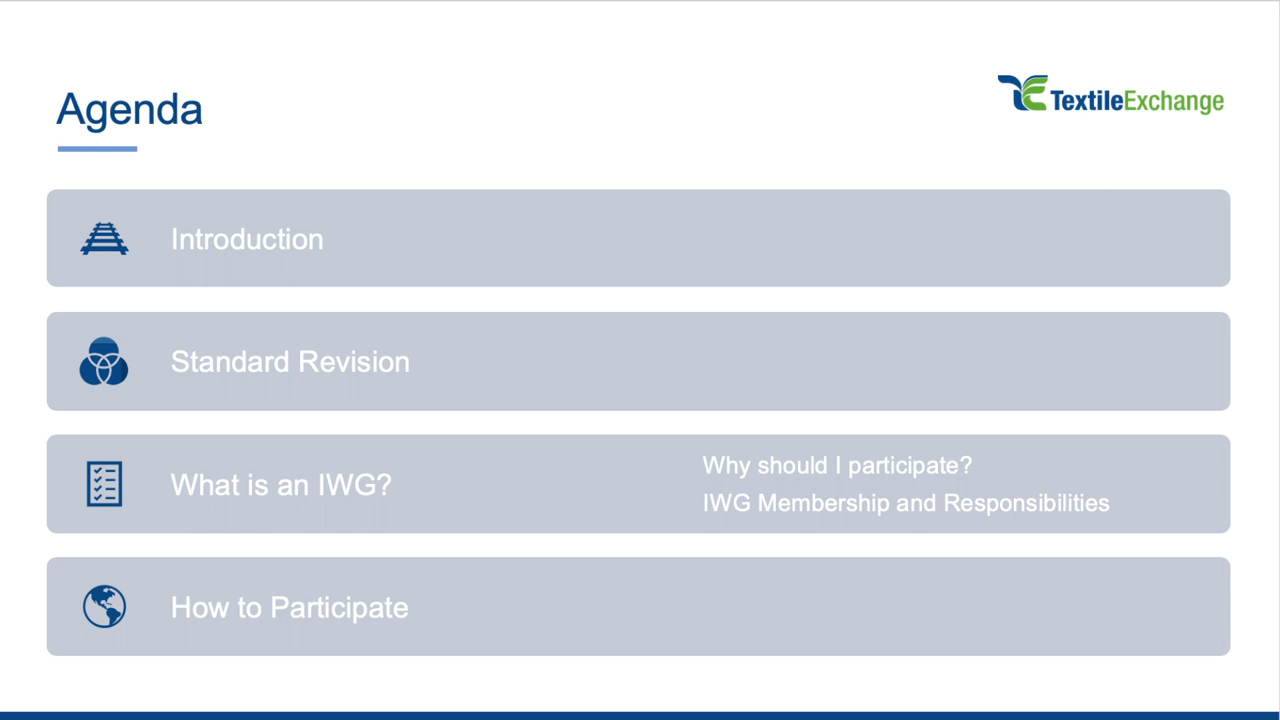 Agenda
TextileExchange
Introduction
Standard Revision
What is an IWG?
Why should I participate?
IWG Membership and Responsibilities
How to Participate